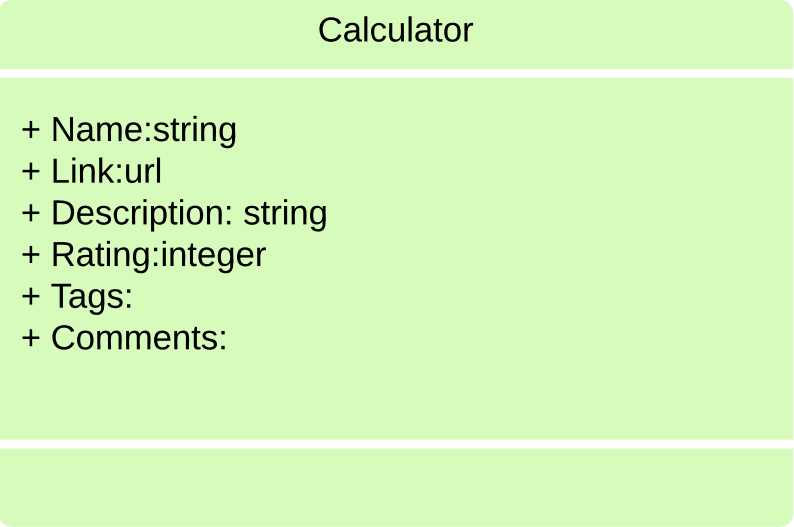 Calculator
+ Name:string
+ Link:url
+ Description: string
+ Rating:integer
+ Tags:
+ Comments: